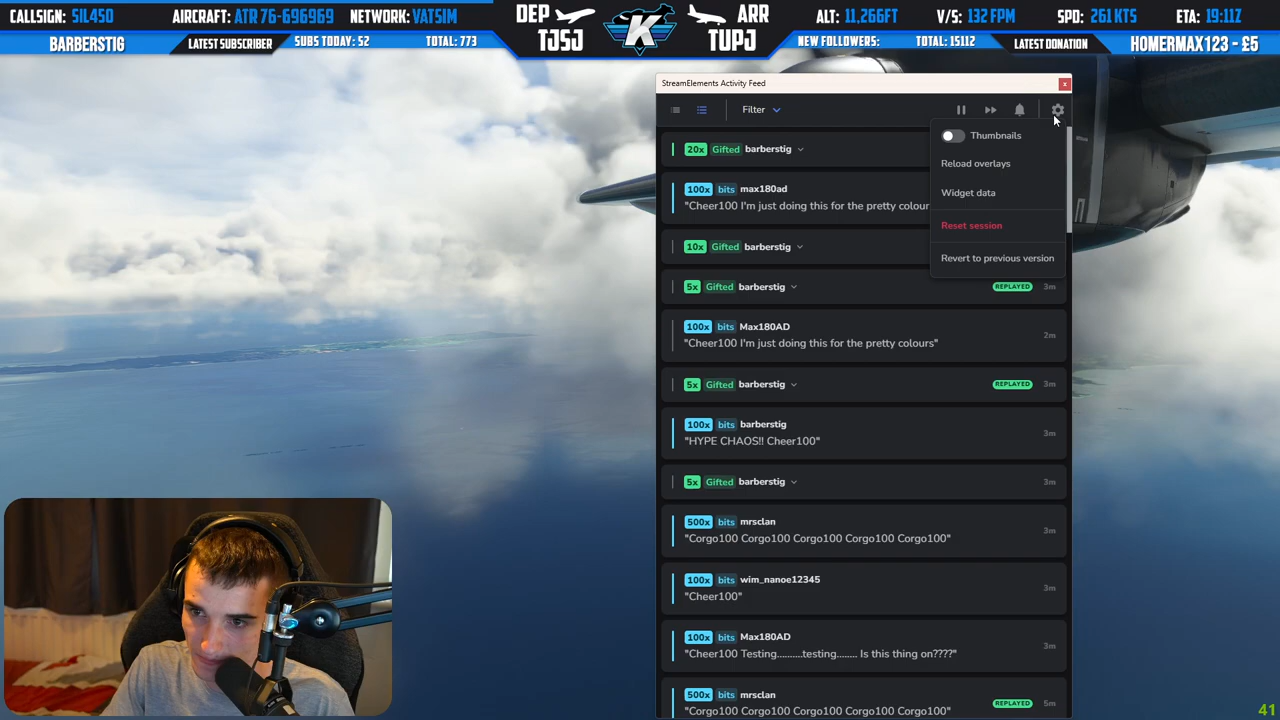 CALLSIGN: SIL450
AIRCRAFT: ATR 76-696969
NETWORK: VATSIM
DEP
TJSJ
K
ARR
TUPJ
ALT: 11,266FT
V/S: 132 FPM
SPD: 261 KTS
ETA: 19:11Z
BARBERSTIG
LATEST SUBSCRIBER
SUBS TODAY: 52
TOTAL: 773
NEW FOLLOWERS:
TOTAL: 15112
LATEST DONATION
HOMERMAX123 - £5
StreamElements Activity Feed
x
Filter
Thumbnails
Reload overlays
Widget data
Reset session
Revert to previous version
20x Gifted barberstig
100x bits max180ad
"Cheer100 I'm just doing this for the pretty colour
10x Gifted barberstig
5x Gifted barberstig REPLAYED 3m
100x bits Max180AD
"Cheer100 I'm just doing this for the pretty colours"
2m
5x Gifted barberstig REPLAYED 3m
100x bits barberstig
"HYPE CHAOS!! Cheer100"
3m
5x Gifted barberstig 3m
500x bits mrsclan
"Corgo100 Corgo100 Corgo100 Corgo100 Corgo100"
3m
100x bits wim_nanoe12345
"Cheer100"
3m
100x bits Max180AD
"Cheer100 Testing..........testing........ Is this thing on????"
3m
500x bits mrsclan
"Corgo100 Corgo100 Corgo100 Corgo100 Corgo100"
REPLAYED 5m
41